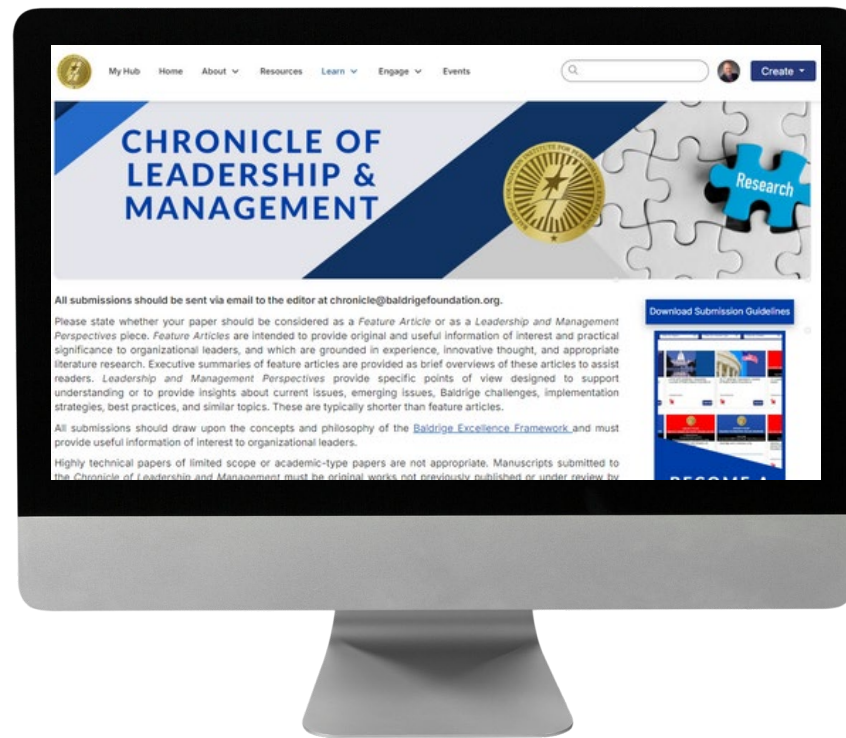 My Hub Home About Resources Learn Engage Events
Create
CHRONICLE OF
LEADERSHIP &
MANAGEMENT
BALDRIGE FOUNDATION INSTITUTE FOR PERFORMANCE EXCELLENCE
Research
All submissions should be sent via email to the editor at chronicle@baldrigefoundation.org.
Please state whether your paper should be considered as a Feature Article or as a Leadership and Management
Perspectives piece. Feature Articles are intended to provide original and useful information of interest and practical
significance to organizational leaders, and which are grounded in experience, innovative thought, and appropriate
literature research. Executive summaries of feature articles are provided as brief overviews of these articles to assist
readers. Leadership and Management Perspectives provide specific points of view designed to support
understanding or to provide insights about current issues, emerging issues, Baldrige challenges, implementation
strategies, best practices, and similar topics. These are typically shorter than feature articles.
All submissions should draw upon the concepts and philosophy of the Baldrige Excellence Framework and must
provide useful information of interest to organizational leaders.
Highly technical papers of limited scope or academic-type papers are not appropriate. Manuscripts submitted to
the Chronicle of Leadership and Management must be original works not previously published or under review by
Download Submission Guidelines
BECOME A